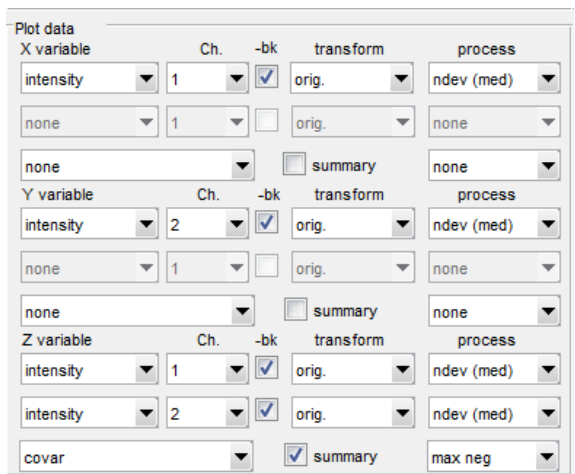 Plot data
X variable Ch. -bk transform process
intensity 1 orig. ndev (med)
none 1 orig. none
none summary none
Y variable Ch. -bk transform process
intensity 2 orig. ndev (med)
none 1 orig. none
none summary none
Z variable Ch. -bk transform process
intensity 1 orig. ndev (med)
intensity 2 orig. ndev (med)
covar summary max neg